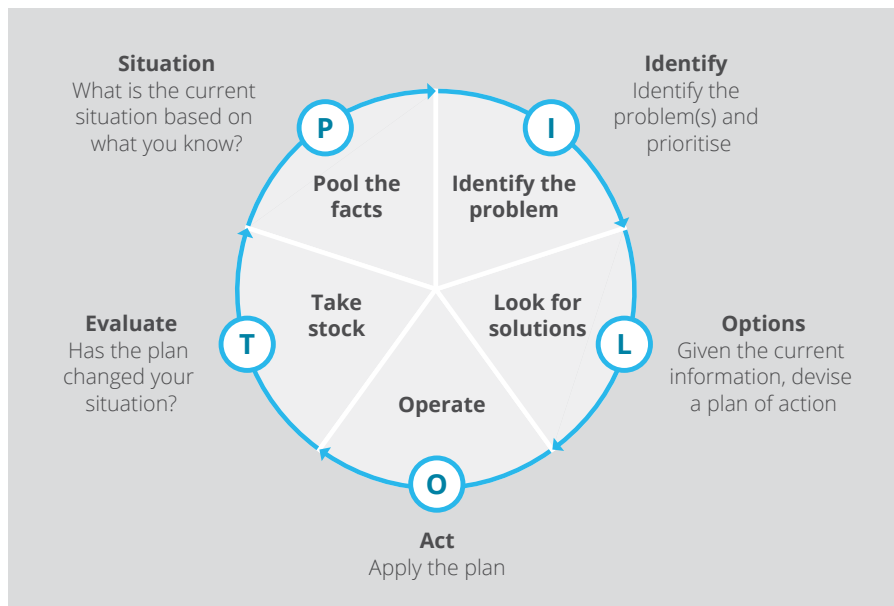 Situation
What is the current
situation based on
what you know?
P
Pool the
facts
Identify
Identify the
problem(s) and
prioritise
I
Identify the
problem
Options
Given the current
information, devise
a plan of action
L
Look for
solutions
Operate
O
Act
Apply the plan
Evaluate
Has the plan
changed your
situation?
T
Take
stock